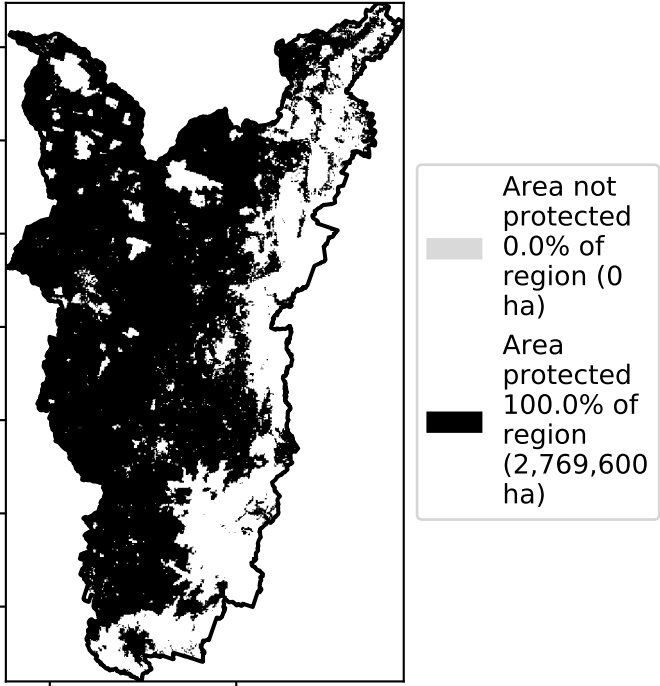 Area not
protected
0.0% of
region (0
ha)
Area
protected
100.0% of
region
(2,769,600
ha)